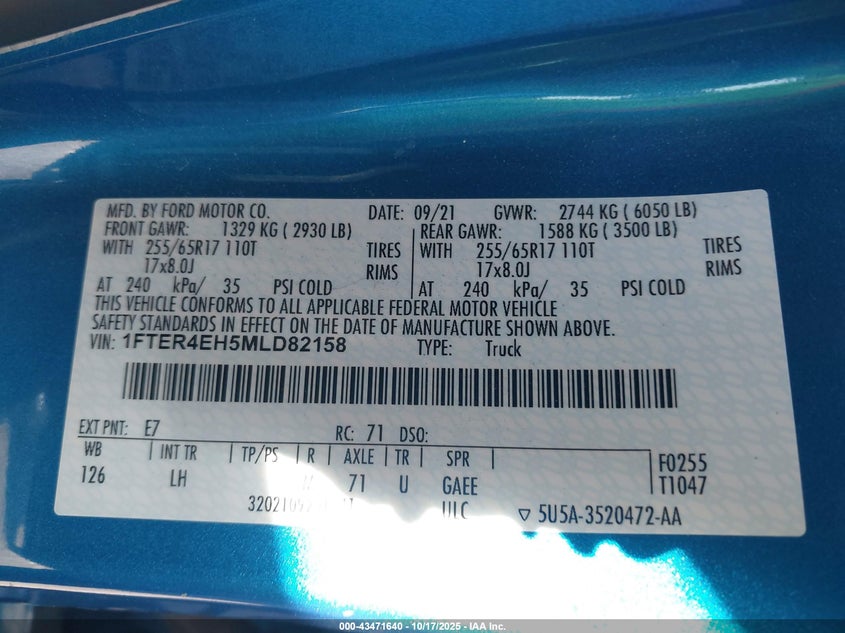 MFD. BY FORD MOTOR CO. DATE: 09/21 GVWR: 2744 KG ( 6050 LB)
FRONT GAWR: 1329 KG ( 2930 LB) REAR GAWR: 1588 KG ( 3500 LB)
WITH 255/65R17 110T TIRES WITH 255/65R17 110T TIRES
17x8.0J RIMS 17x8.0J RIMS
AT 240 kPa/ 35 PSI COLD AT 240 kPa/ 35 PSI COLD
THIS VEHICLE CONFORMS TO ALL APPLICABLE FEDERAL MOTOR VEHICLE
SAFETY STANDARDS IN EFFECT ON THE DATE OF MANUFACTURE SHOWN ABOVE.
VIN: 1FTER4EH5MLD82158 TYPE: Truck
EXT PNT: E7 RC: 71 DSO:
WB INT TR TP/PS R AXLE TR SPR F0255
126 LH 71 U GAEE T1047
ULC 5U5A-3520472-AA
000-43471640 | 10/17/2025 | IAA Inc.